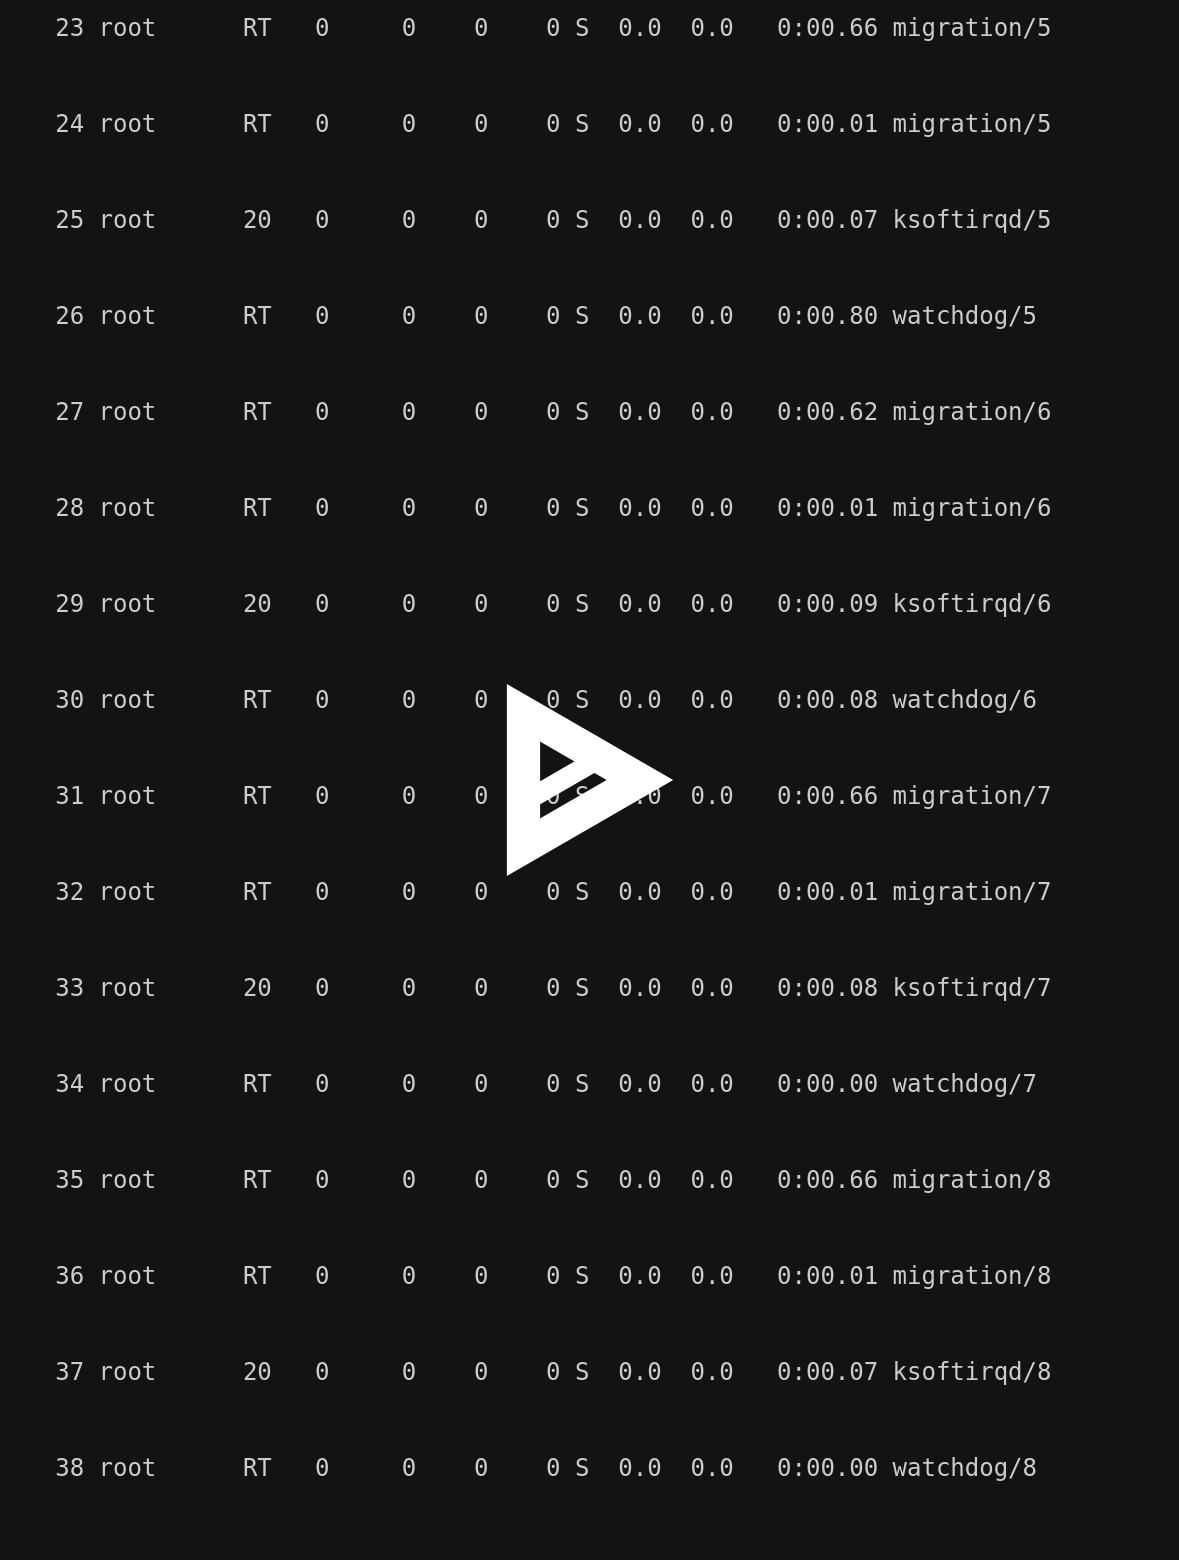 23 root      RT   0     0    0    0 S  0.0  0.0   0:00.66 migration/5
24 root      RT   0     0    0    0 S  0.0  0.0   0:00.01 migration/5
25 root      20   0     0    0    0 S  0.0  0.0   0:00.07 ksoftirqd/5
26 root      RT   0     0    0    0 S  0.0  0.0   0:00.80 watchdog/5
27 root      RT   0     0    0    0 S  0.0  0.0   0:00.62 migration/6
28 root      RT   0     0    0    0 S  0.0  0.0   0:00.01 migration/6
29 root      20   0     0    0    0 S  0.0  0.0   0:00.09 ksoftirqd/6
30 root      RT   0     0    0    0 S  0.0  0.0   0:00.08 watchdog/6
31 root      RT   0     0    0         0.0   0:00.66 migration/7
32 root      RT   0     0    0    0 S  0.0  0.0   0:00.01 migration/7
33 root      20   0     0    0    0 S  0.0  0.0   0:00.08 ksoftirqd/7
34 root      RT   0     0    0    0 S  0.0  0.0   0:00.00 watchdog/7
35 root      RT   0     0    0    0 S  0.0  0.0   0:00.66 migration/8
36 root      RT   0     0    0    0 S  0.0  0.0   0:00.01 migration/8
37 root      20   0     0    0    0 S  0.0  0.0   0:00.07 ksoftirqd/8
38 root      RT   0     0    0    0 S  0.0  0.0   0:00.00 watchdog/8